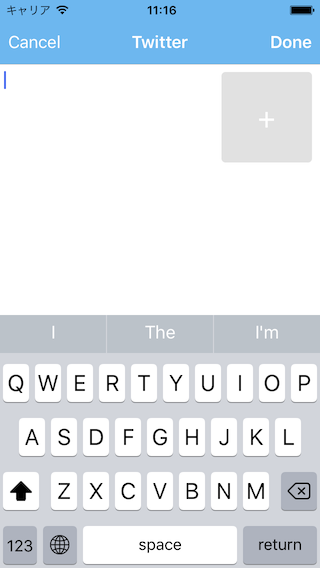 キャリア 11:16
Cancel Twitter Done
I The I'm
Q W E R T Y U I O P
A S D F G H J K L
Z X C V B N M
123 space return